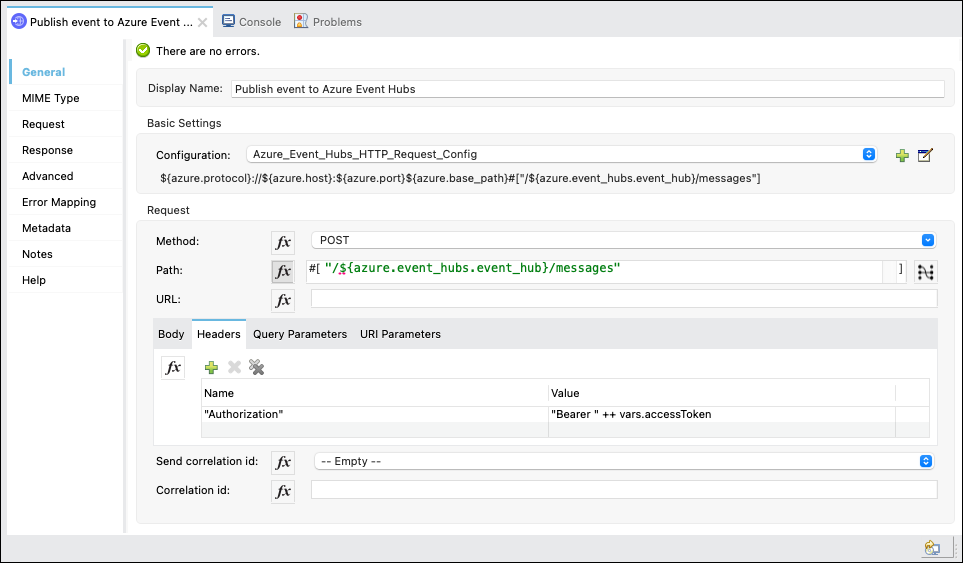 Publish event to Azure Event ... Console Problems
There are no errors.
General
MIME Type
Request
Response
Advanced
Error Mapping
Metadata
Notes
Help
Display Name: Publish event to Azure Event Hubs
Basic Settings
Configuration: Azure_Event_Hubs_HTTP_Request_Config
${azure.protocol}://${azure.host}:${azure.port}${azure.base_path}#["/${azure.event_hubs.event_hub}/messages"]
Request
Method: fx POST
Path: fx #[ "/${azure.event_hubs.event_hub}/messages" ]
URL: fx
Body Headers Query Parameters URI Parameters
fx
Name Value
"Authorization" "Bearer " ++ vars.accessToken
Send correlation id: fx -- Empty --
Correlation id: fx